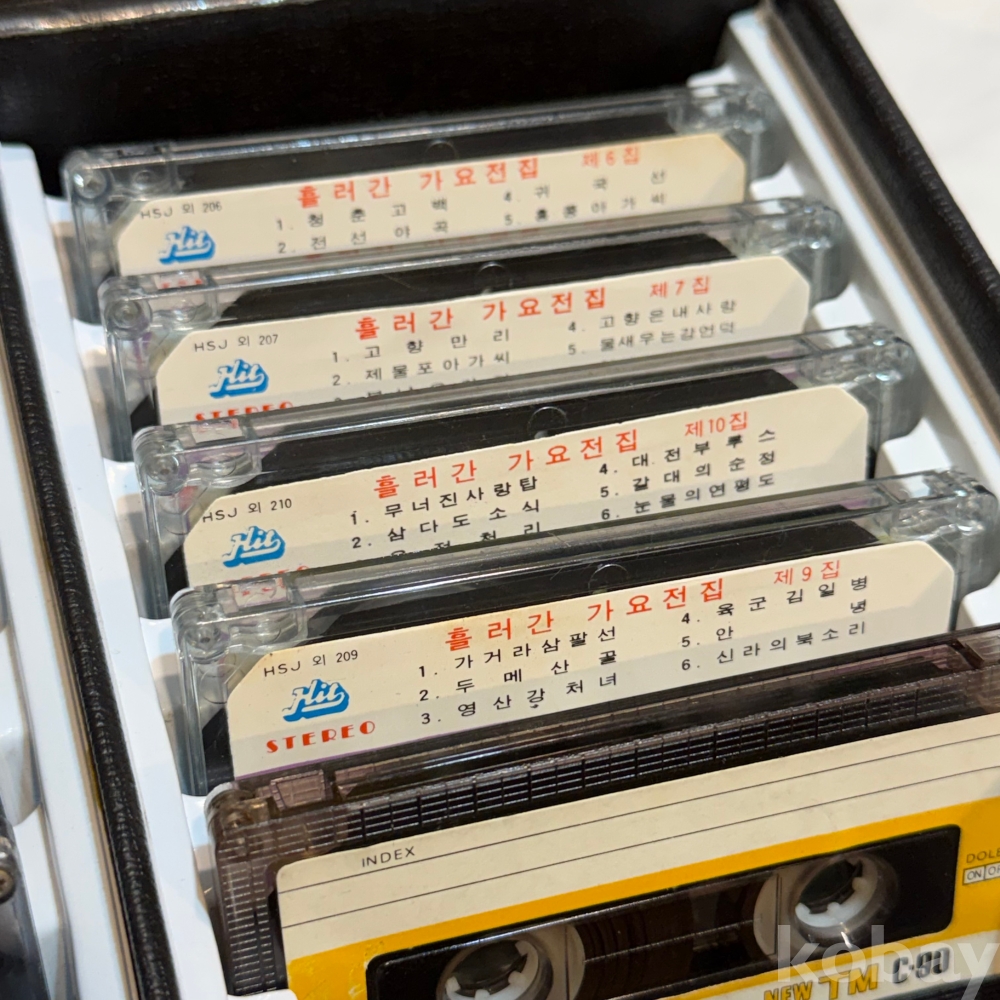 흘러간 가요전집 제6집
HSJ 외 206
Hit
1. 청춘고백 4. 귀국선
2. 전선야곡 5. 홍콩아가씨
흘러간 가요전집 제7집
HSJ 외 207
Hit
1. 고향만리 4. 고향은내사랑
2. 제물포아가씨 5. 물새우는강언덕
STEREO
흘러간 가요전집 제10집
HSJ 외 210
Hit
1. 무너진사랑탑 4. 대전부루스
2. 삼다도소식 5. 갈대의순정
6. 눈물의연평도
흘러간 가요전집 제9집
HSJ 외 209
Hit
1. 가거라삼팔선 4. 육군김일병
2. 두메산골 5. 안녕
3. 영산강처녀 6. 신라의북소리
STEREO
INDEX
DOLB
NEW TM C-90
kobay